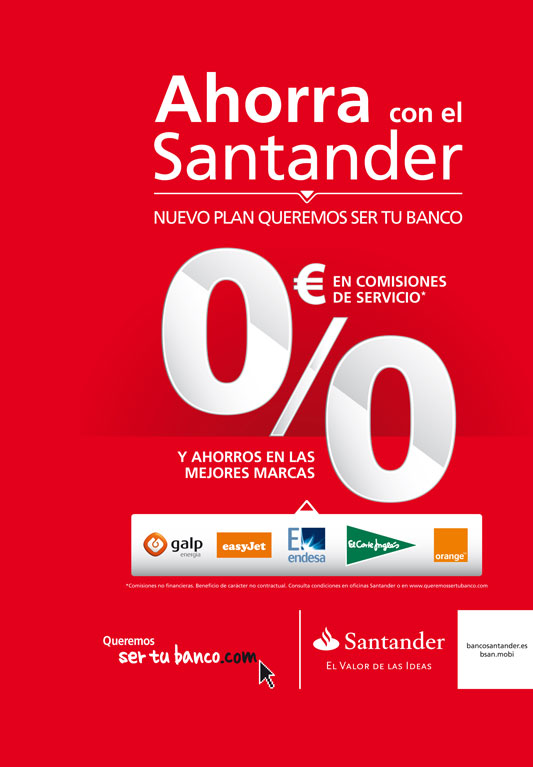 Ahorra con el
Santander
NUEVO PLAN QUEREMOS SER TU BANCO
0€ EN COMISIONES
DE SERVICIO*
%
Y AHORROS EN LAS
MEJORES MARCAS
galp
energia
easyJet
endesa
El Corte Inglés
orange™
*Comisiones no financieras. Beneficio de carácter no contractual. Consulta condiciones en oficinas Santander o en www.queremossertubanco.com
Queremos
ser tu banco.com
Santander
EL VALOR DE LAS IDEAS
bancosantander.es
bsan.mobi